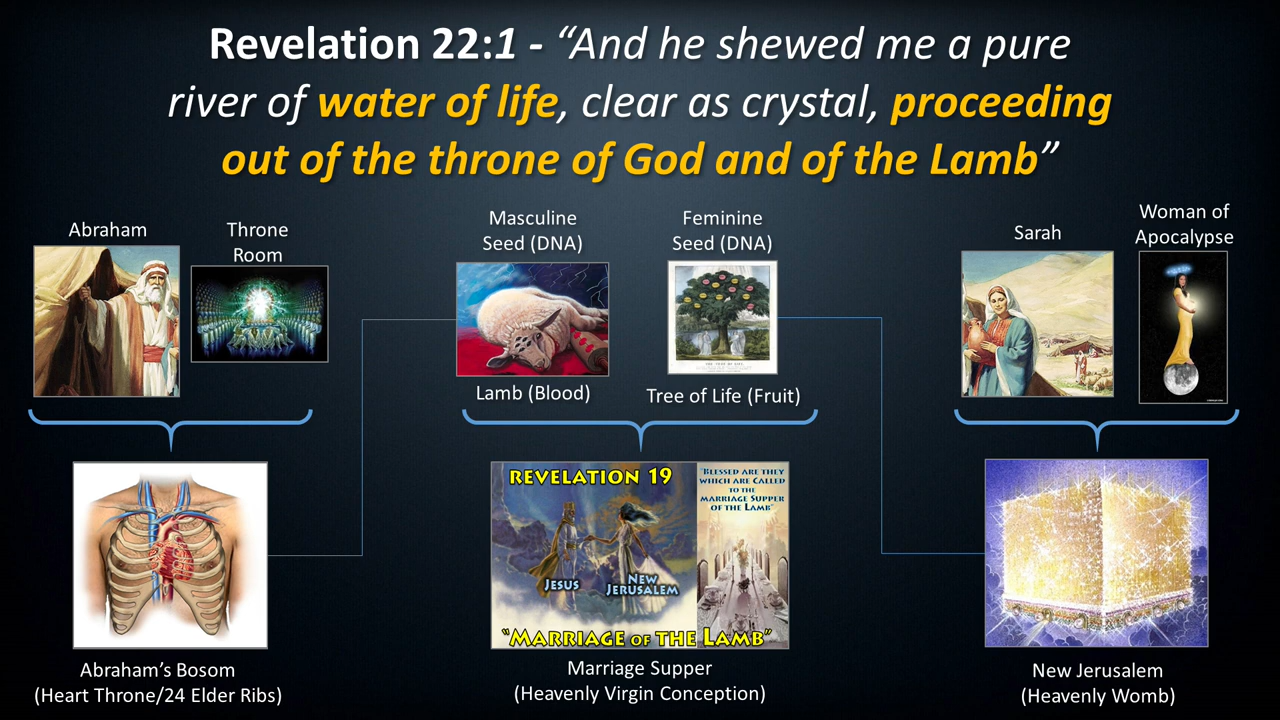 Revelation 22:1 - “And he shewed me a pure
river of water of life, clear as crystal, proceeding
out of the throne of God and of the Lamb”
Abraham
Throne
Room
Masculine
Seed (DNA)
Feminine
Seed (DNA)
Sarah
Woman of
Apocalypse
Lamb (Blood)
Tree of Life (Fruit)
REVELATION 19
"BLESSED ARE THEY
WHICH ARE CALLED
TO THE
MARRIAGE SUPPER
OF THE LAMB"
JESUS
NEW
JERUSALEM
"MARRIAGE OF THE LAMB"
Abraham’s Bosom
(Heart Throne/24 Elder Ribs)
Marriage Supper
(Heavenly Virgin Conception)
New Jerusalem
(Heavenly Womb)